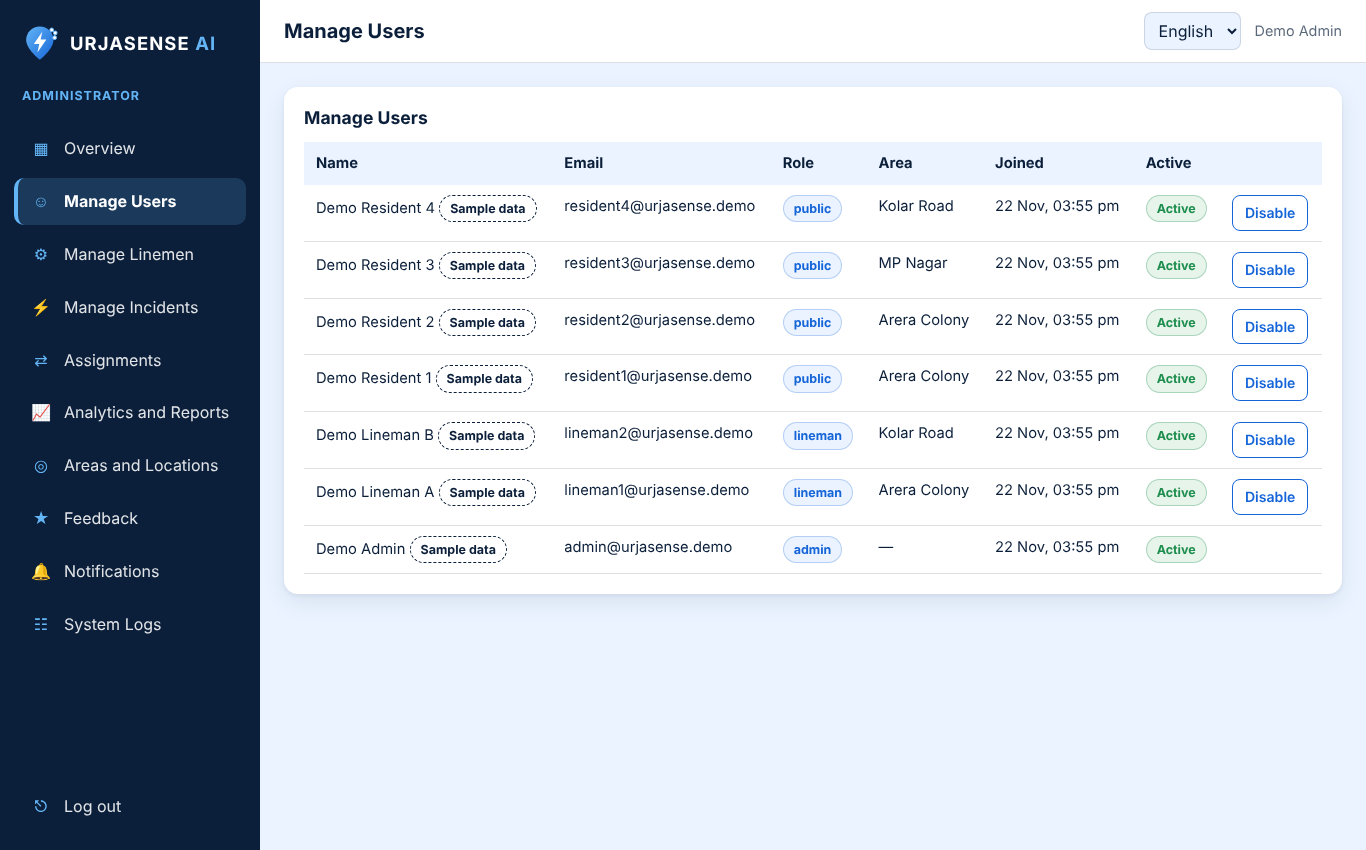 URJASENSE AI
ADMINISTRATOR
Overview
Manage Users
Manage Linemen
Manage Incidents
Assignments
Analytics and Reports
Areas and Locations
Feedback
Notifications
System Logs
Log out
Manage Users
English
Demo Admin
Manage Users
Name Email Role Area Joined Active
Demo Resident 4 Sample data resident4@urjasense.demo public Kolar Road 22 Nov, 03:55 pm Active Disable
Demo Resident 3 Sample data resident3@urjasense.demo public MP Nagar 22 Nov, 03:55 pm Active Disable
Demo Resident 2 Sample data resident2@urjasense.demo public Arera Colony 22 Nov, 03:55 pm Active Disable
Demo Resident 1 Sample data resident1@urjasense.demo public Arera Colony 22 Nov, 03:55 pm Active Disable
Demo Lineman B Sample data lineman2@urjasense.demo lineman Kolar Road 22 Nov, 03:55 pm Active Disable
Demo Lineman A Sample data lineman1@urjasense.demo lineman Arera Colony 22 Nov, 03:55 pm Active Disable
Demo Admin Sample data admin@urjasense.demo admin — 22 Nov, 03:55 pm Active